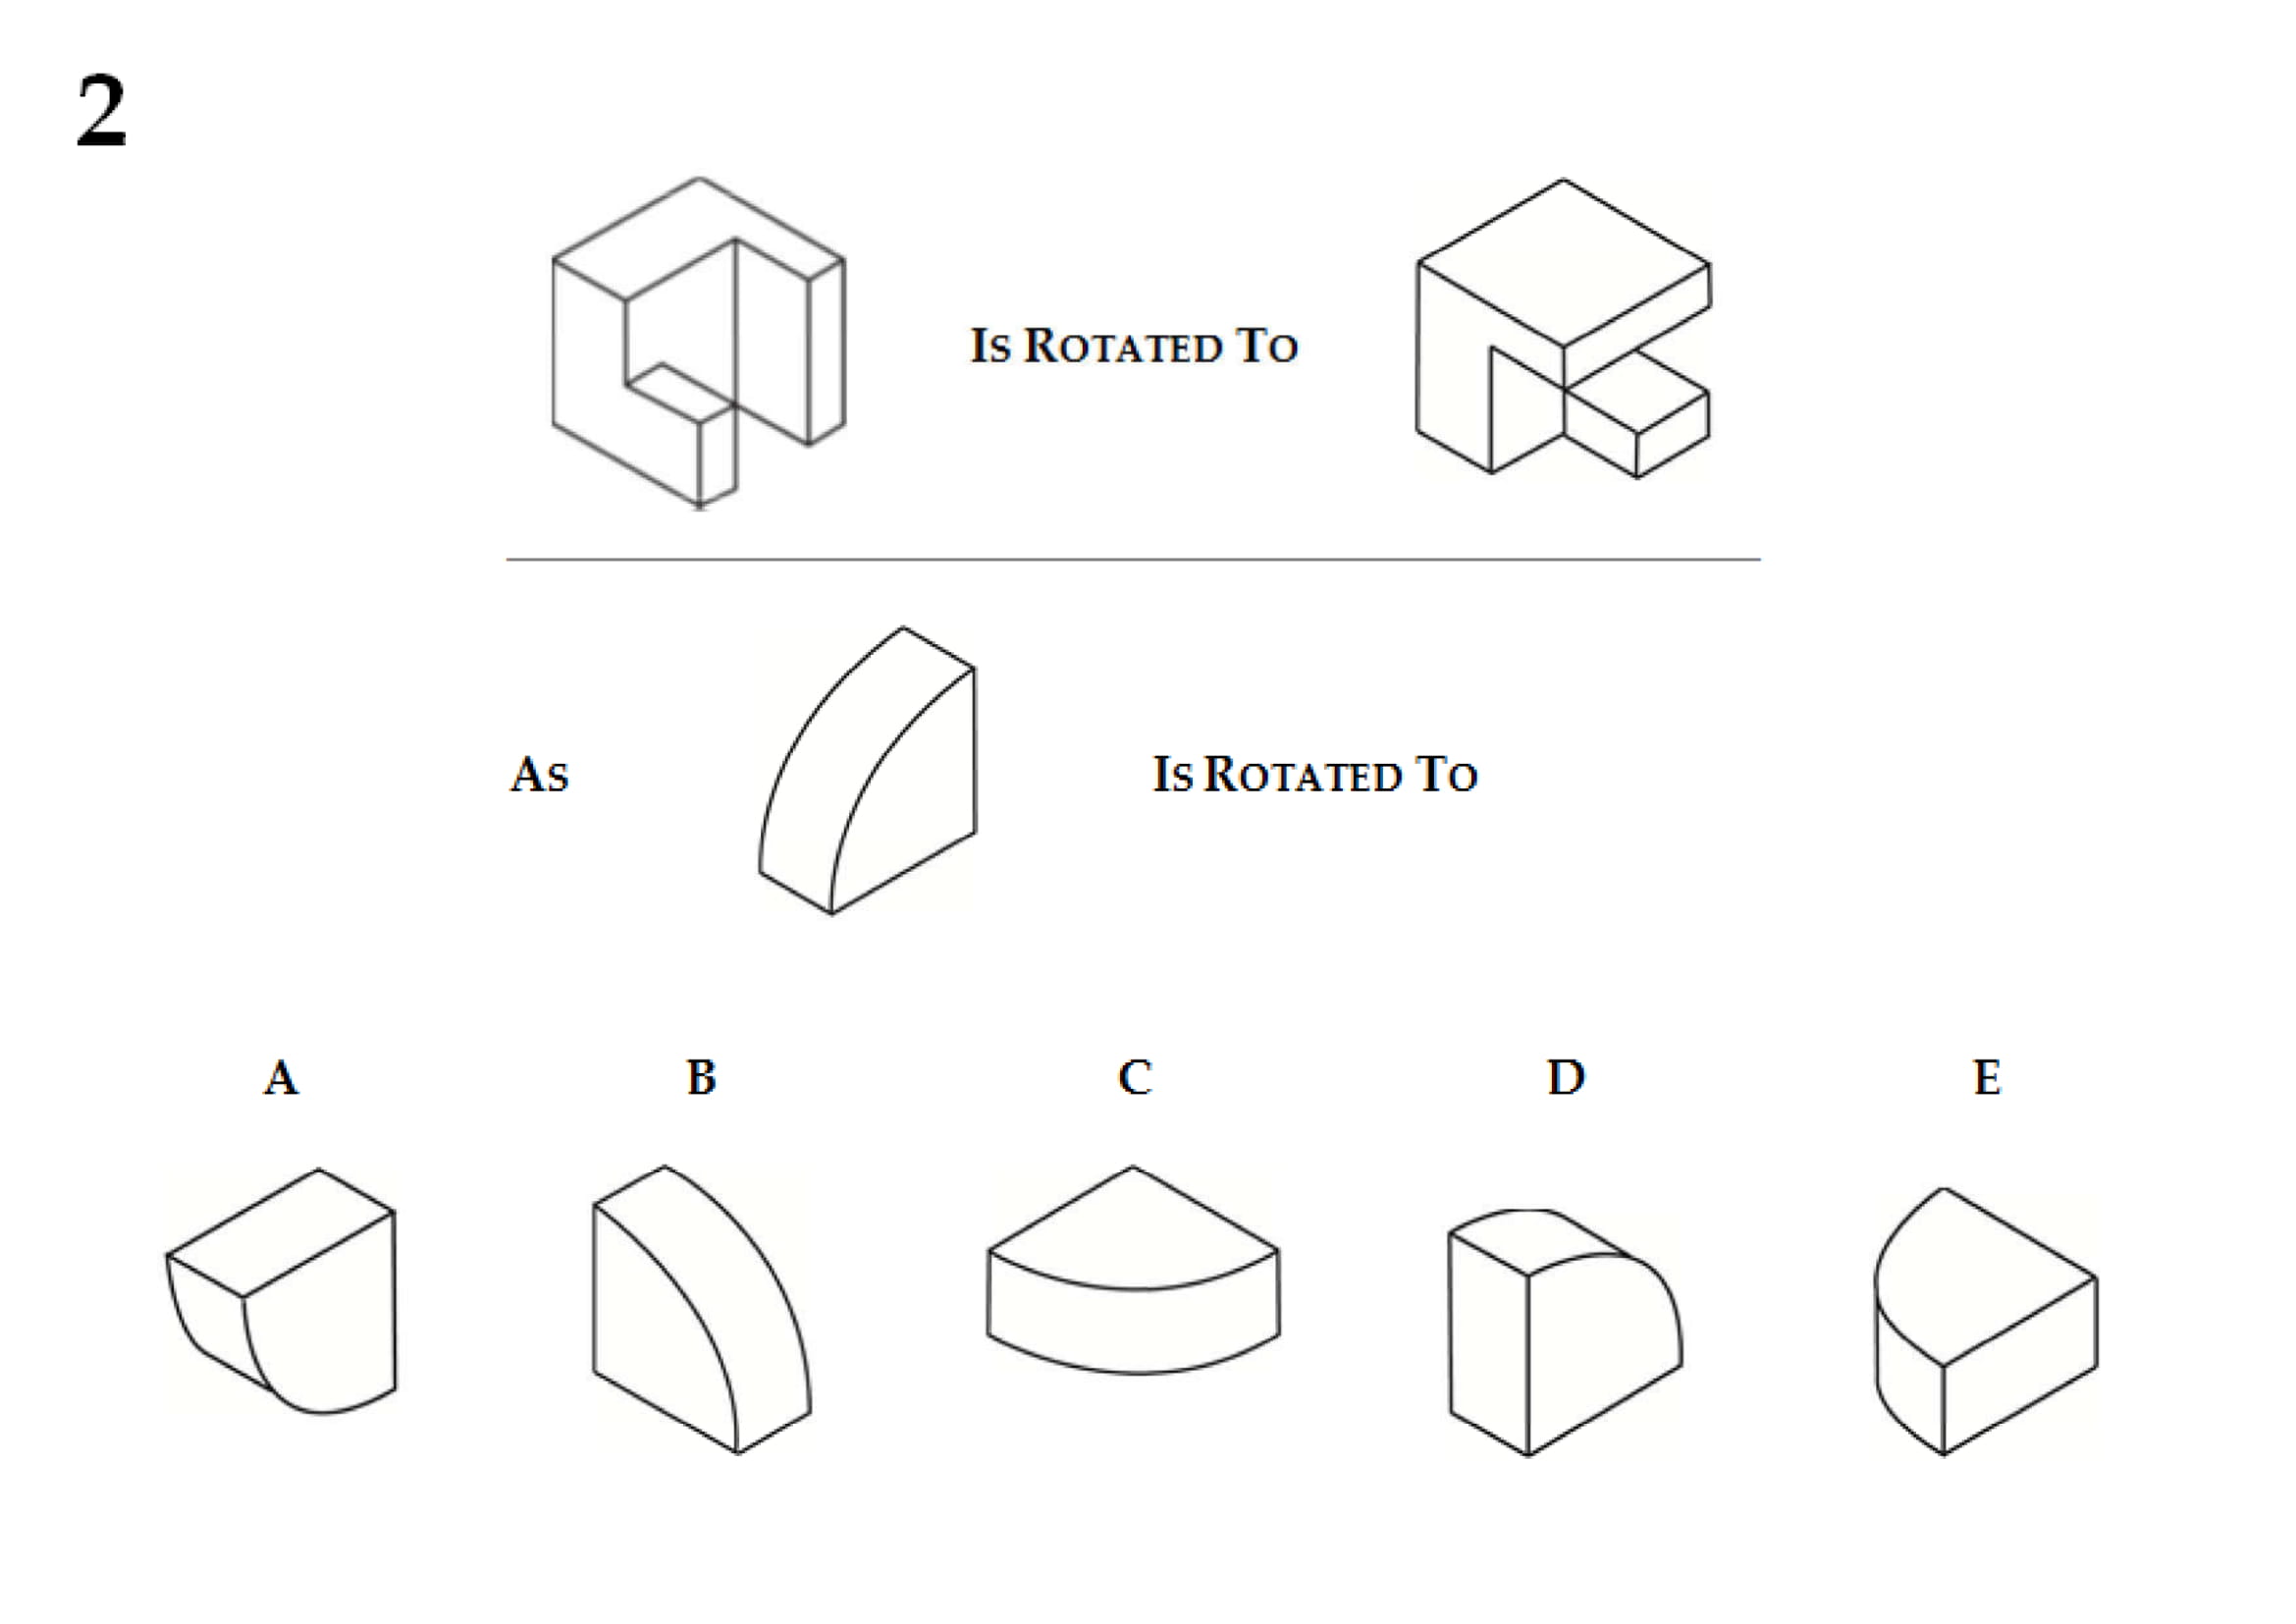 2
Is Rotated To
As
Is Rotated To
A B C D E